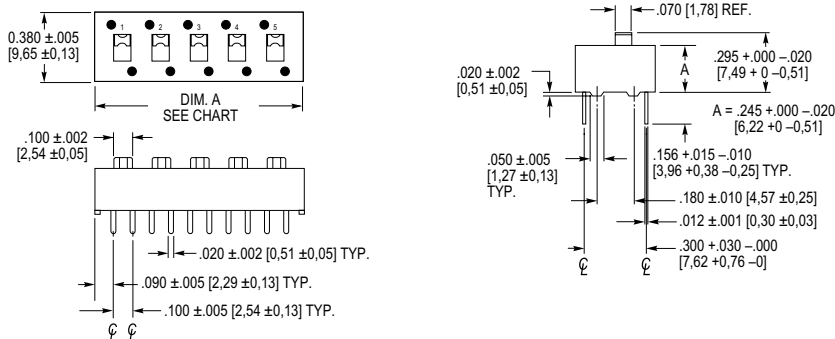 0.380 ±.005
[9,65 ±0,13]
1 2 3 4 5
DIM. A
SEE CHART
.100 ±.002
[2,54 ±0,05]
.020 ±.002 [0,51 ±0,05] TYP.
.090 ±.005 [2,29 ±0,13] TYP.
.100 ±.005 [2,54 ±0,13] TYP.
℄ ℄
.070 [1,78] REF.
A
.295 +.000 –.020
[7,49 + 0 –0,51]
.020 ±.002
[0,51 ±0,05]
A = .245 +.000 –.020
[6,22 +0 –0,51]
.050 ±.005
[1,27 ±0,13]
TYP.
.156 +.015 –.010
[3,96 +0,38 –0,25] TYP.
.180 ±.010 [4,57 ±0,25]
.012 ±.001 [0,30 ±0,03]
.300 +.030 –.000
[7,62 +0,76 –0]
℄ ℄